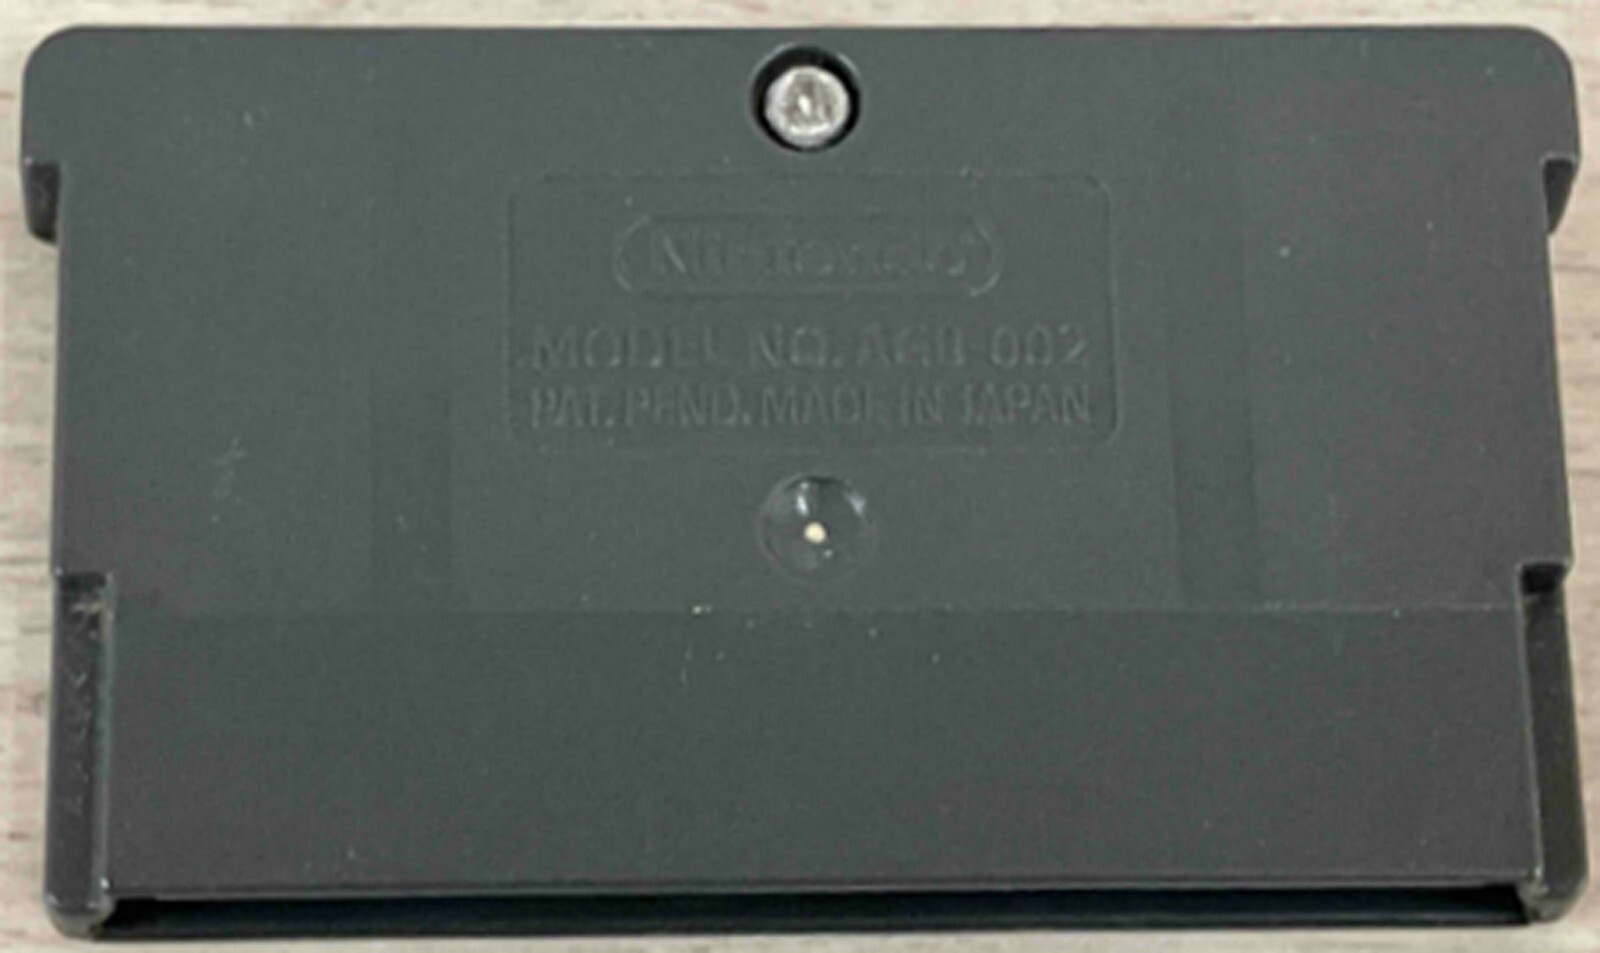 Nintendo
MODEL NO. AGB-002
PAT. PEND. MADE IN JAPAN